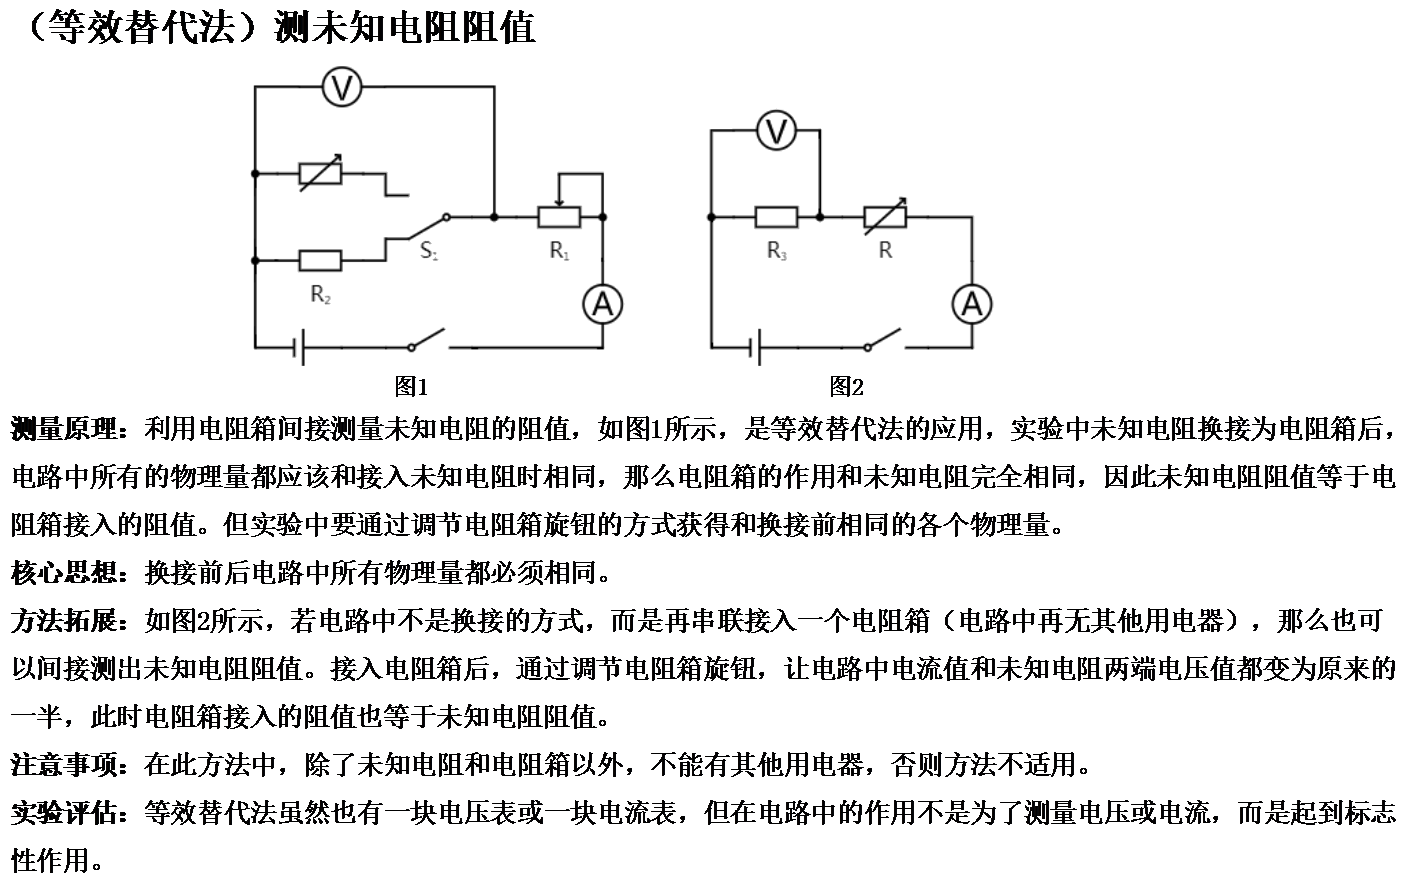 （等效替代法）测未知电阻阻值
V
V
S1
R1
R3
R
R2
A
A
图1
图2
测量原理：利用电阻箱间接测量未知电阻的阻值，如图1所示，是等效替代法的应用，实验中未知电阻换接为电阻箱后，
电路中所有的物理量都应该和接入未知电阻时相同，那么电阻箱的作用和未知电阻完全相同，因此未知电阻阻值等于电
阻箱接入的阻值。但实验中要通过调节电阻箱旋钮的方式获得和换接前相同的各个物理量。
核心思想：换接前后电路中所有物理量都必须相同。
方法拓展：如图2所示，若电路中不是换接的方式，而是再串联接入一个电阻箱（电路中再无其他用电器），那么也可
以间接测出未知电阻阻值。接入电阻箱后，通过调节电阻箱旋钮，让电路中电流值和未知电阻两端电压值都变为原来的
一半，此时电阻箱接入的阻值也等于未知电阻阻值。
注意事项：在此方法中，除了未知电阻和电阻箱以外，不能有其他用电器，否则方法不适用。
实验评估：等效替代法虽然也有一块电压表或一块电流表，但在电路中的作用不是为了测量电压或电流，而是起到标志
性作用。